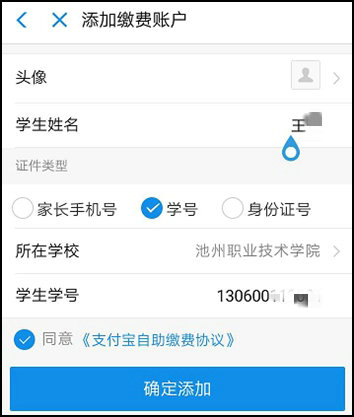 添加缴费账户
头像
学生姓名 王
证件类型
家长手机号 学号 身份证号
所在学校 池州职业技术学院
学生学号 130600
同意《支付宝自助缴费协议》
确定添加